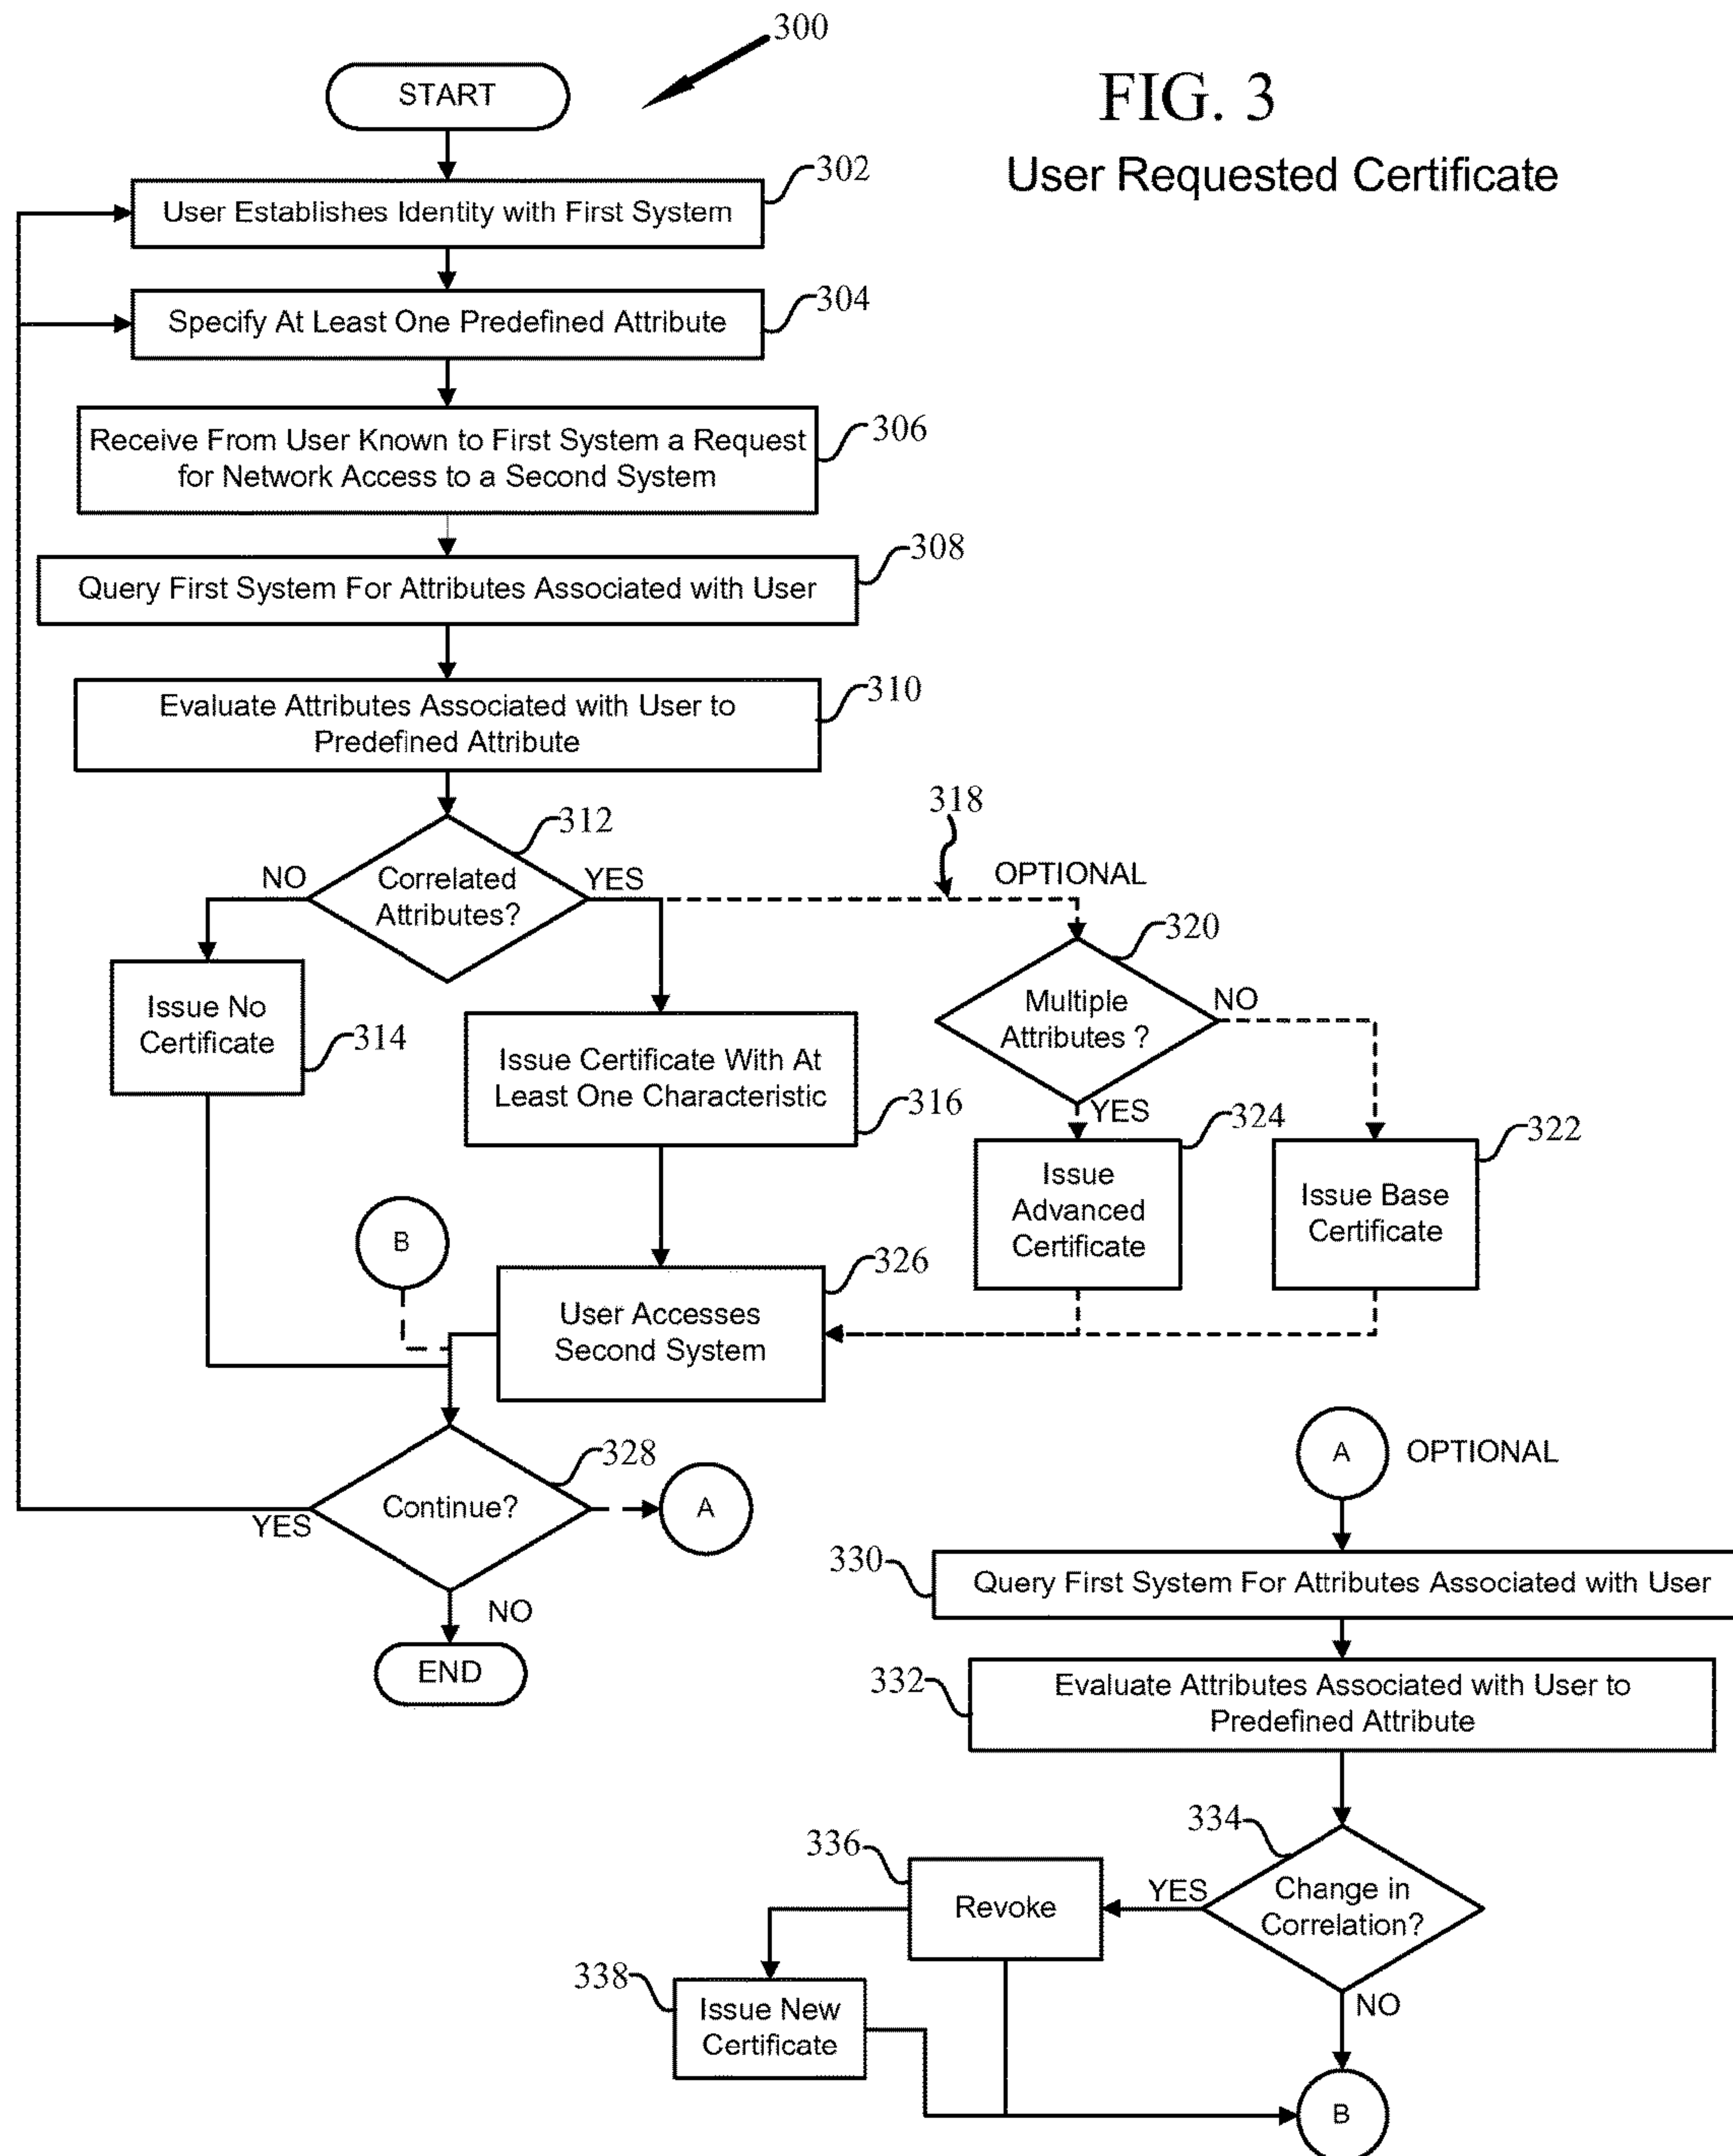 300
START
FIG. 3
User Requested Certificate
302
User Establishes Identity with First System
304
Specify At Least One Predefined Attribute
306
Receive From User Known to First System a Request
for Network Access to a Second System
308
Query First System For Attributes Associated with User
310
Evaluate Attributes Associated with User to
Predefined Attribute
312
318
NO
Correlated
Attributes?
YES
OPTIONAL
320
Multiple
Attributes ?
NO
YES
Issue No
Certificate
314
Issue Certificate With At
Least One Characteristic
316
324
Issue
Advanced
Certificate
322
Issue Base
Certificate
B
326
User Accesses
Second System
328
Continue?
YES
A
NO
END
A
OPTIONAL
330
Query First System For Attributes Associated with User
332
Evaluate Attributes Associated with User to
Predefined Attribute
334
Change in
Correlation?
YES
NO
336
Revoke
338
Issue New
Certificate
B